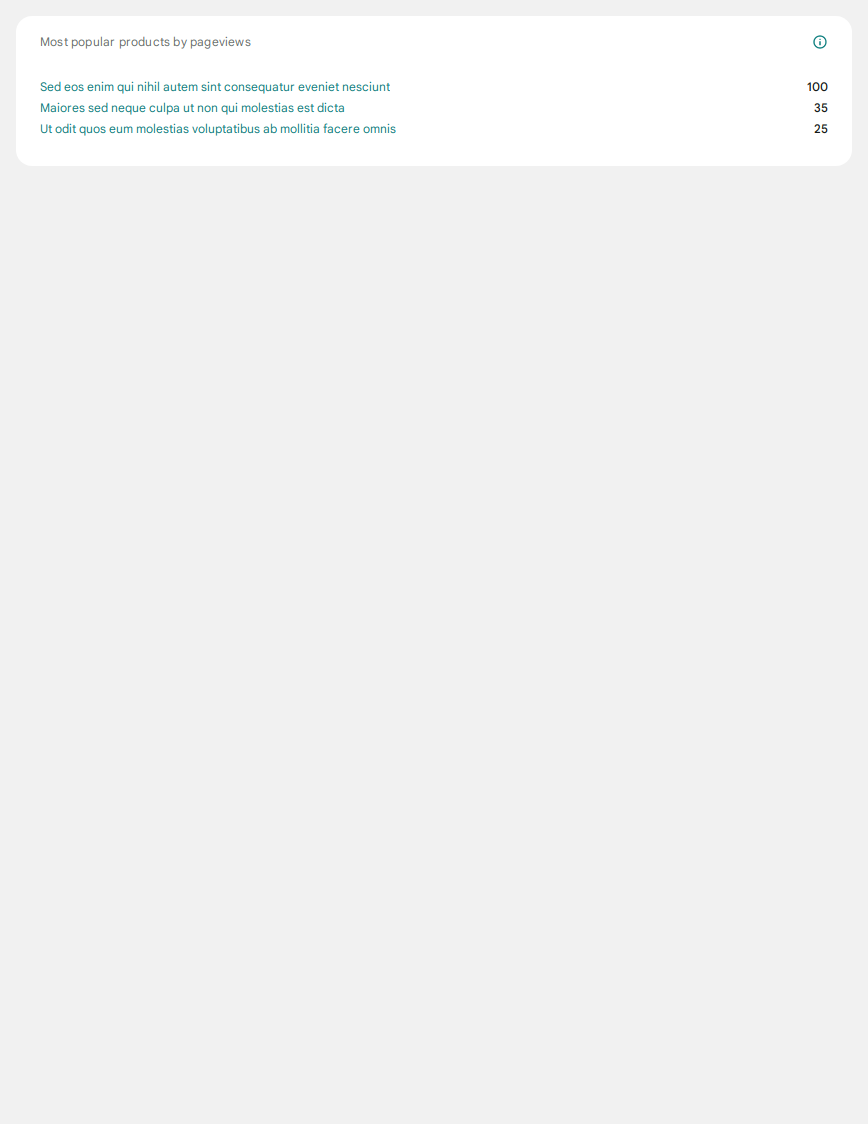 Most popular products by pageviews
Sed eos enim qui nihil autem sint consequatur eveniet nesciunt 100
Maiores sed neque culpa ut non qui molestias est dicta 35
Ut odit quos eum molestias voluptatibus ab mollitia facere omnis 25